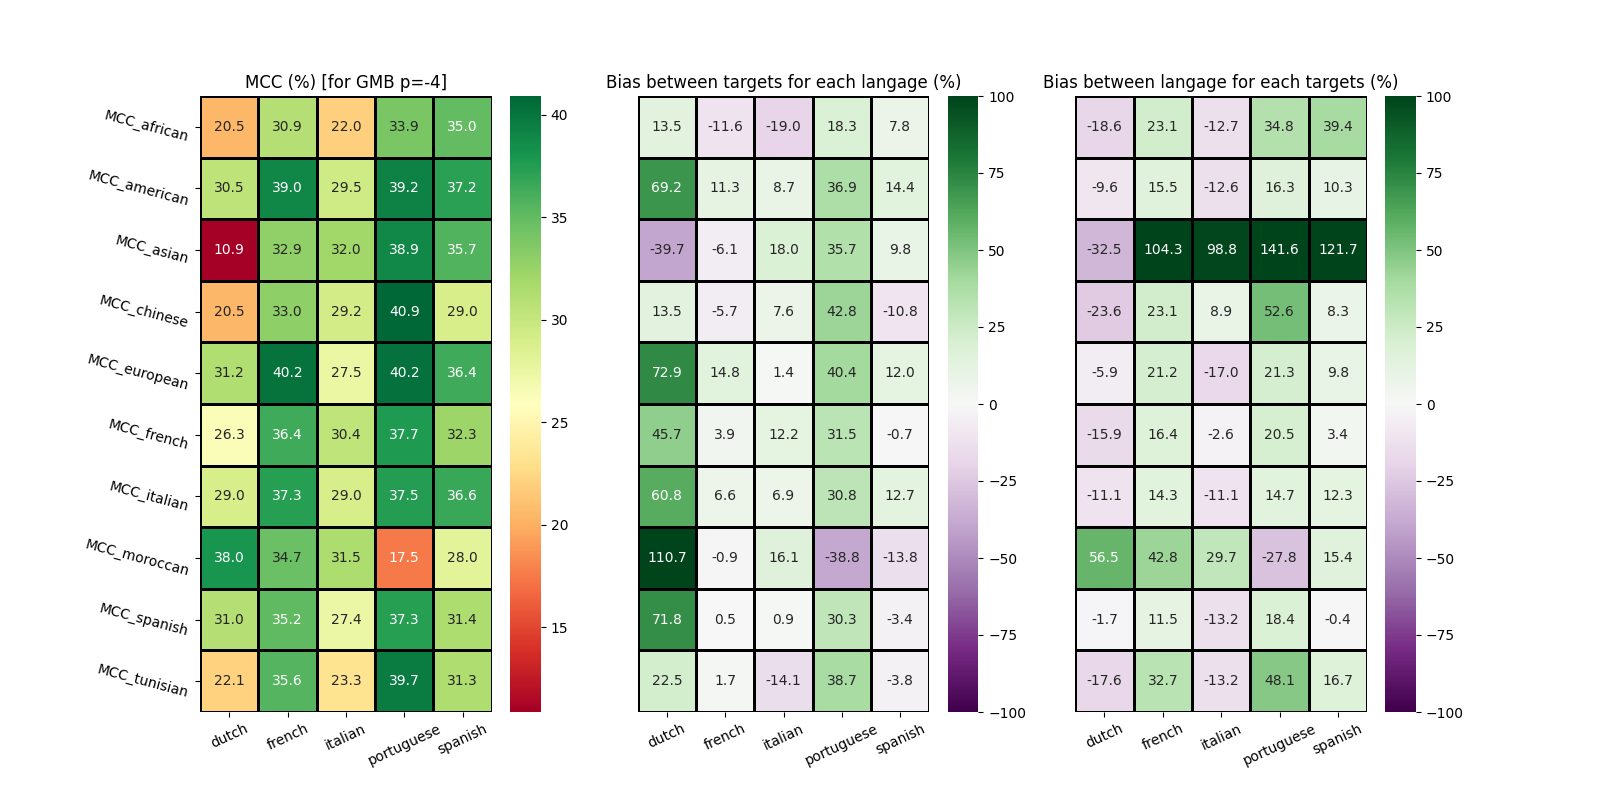 MCC (%) [for GMB p=-4]
Bias between targets for each langage (%)
Bias between langage for each targets (%)
MCC_african 20.5 30.9 22.0 33.9 35.0
MCC_american 30.5 39.0 29.5 39.2 37.2
MCC_asian 10.9 32.9 32.0 38.9 35.7
MCC_chinese 20.5 33.0 29.2 40.9 29.0
MCC_european 31.2 40.2 27.5 40.2 36.4
MCC_french 26.3 36.4 30.4 37.7 32.3
MCC_italian 29.0 37.3 29.0 37.5 36.6
MCC_moroccan 38.0 34.7 31.5 17.5 28.0
MCC_spanish 31.0 35.2 27.4 37.3 31.4
MCC_tunisian 22.1 35.6 23.3 39.7 31.3
dutch french italian portuguese spanish
40
35
30
25
20
15
13.5 -11.6 -19.0 18.3 7.8
69.2 11.3 8.7 36.9 14.4
-39.7 -6.1 18.0 35.7 9.8
13.5 -5.7 7.6 42.8 -10.8
72.9 14.8 1.4 40.4 12.0
45.7 3.9 12.2 31.5 -0.7
60.8 6.6 6.9 30.8 12.7
110.7 -0.9 16.1 -38.8 -13.8
71.8 0.5 0.9 30.3 -3.4
22.5 1.7 -14.1 38.7 -3.8
dutch french italian portuguese spanish
100
75
50
25
0
−25
−50
−75
−100
-18.6 23.1 -12.7 34.8 39.4
-9.6 15.5 -12.6 16.3 10.3
-32.5 104.3 98.8 141.6 121.7
-23.6 23.1 8.9 52.6 8.3
-5.9 21.2 -17.0 21.3 9.8
-15.9 16.4 -2.6 20.5 3.4
-11.1 14.3 -11.1 14.7 12.3
56.5 42.8 29.7 -27.8 15.4
-1.7 11.5 -13.2 18.4 -0.4
-17.6 32.7 -13.2 48.1 16.7
dutch french italian portuguese spanish
100
75
50
25
0
−25
−50
−75
−100